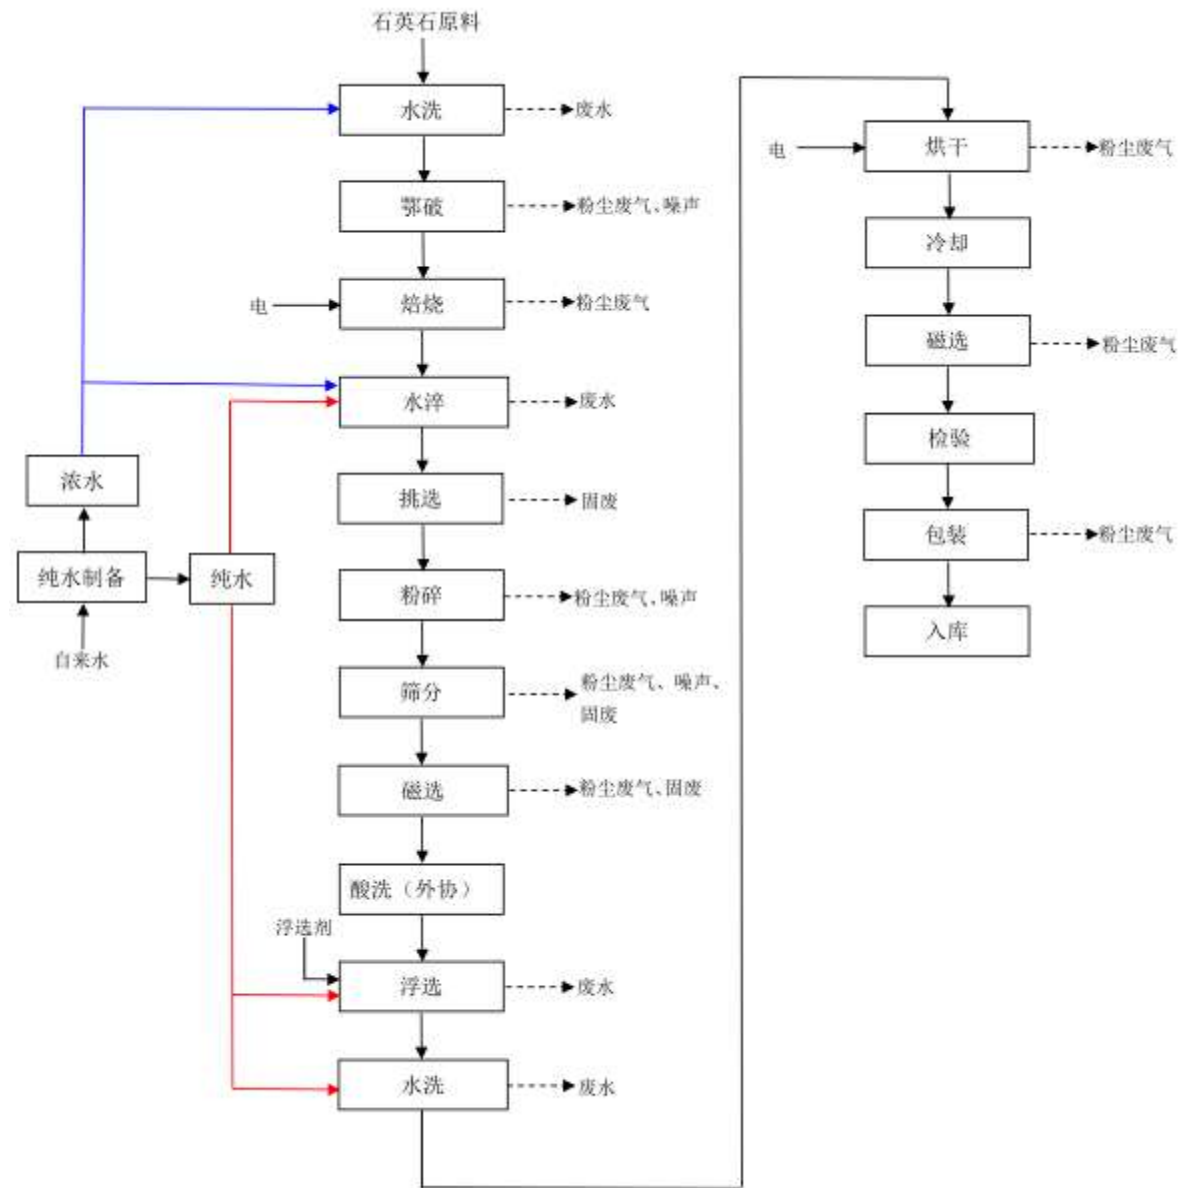 石英石原料
水洗
废水
鄂破
粉尘废气、噪声
电
焙烧
粉尘废气
水淬
废水
浓水
挑选
固废
纯水制备
纯水
自来水
粉碎
粉尘废气、噪声
筛分
粉尘废气、噪声、
固废
磁选
粉尘废气、固废
酸洗（外协）
浮选剂
浮选
废水
水洗
废水
电
烘干
粉尘废气
冷却
磁选
粉尘废气
检验
包装
粉尘废气
入库